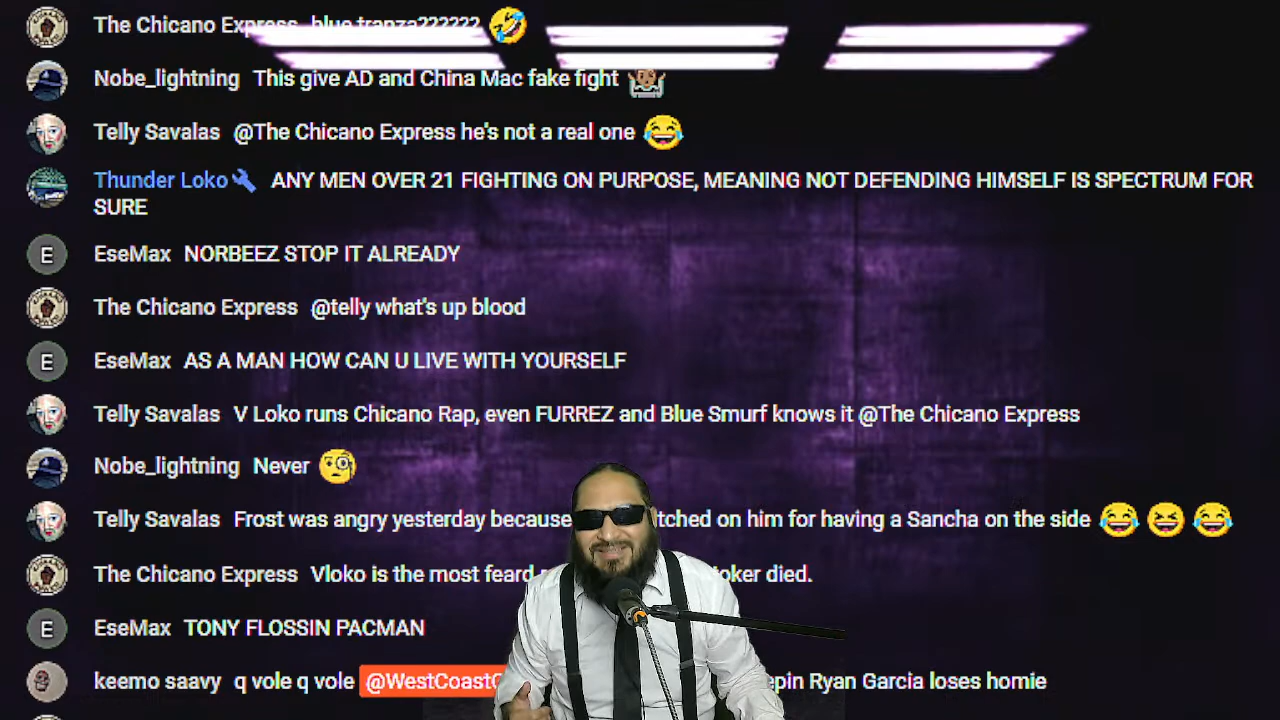 The Chicano Express blue tranza??????
Nobe_lightning This give AD and China Mac fake fight
Telly Savalas @The Chicano Express he's not a real one
Thunder Loko ANY MEN OVER 21 FIGHTING ON PURPOSE, MEANING NOT DEFENDING HIMSELF IS SPECTRUM FOR
SURE
E EseMax NORBEEZ STOP IT ALREADY
The Chicano Express @telly what's up blood
E EseMax AS A MAN HOW CAN U LIVE WITH YOURSELF
Telly Savalas V Loko runs Chicano Rap, even FURREZ and Blue Smurf knows it @The Chicano Express
Nobe_lightning Never
Telly Savalas Frost was angry yesterday because on him for having a Sancha on the side
The Chicano Express Vloko is the most feard died.
E EseMax TONY FLOSSIN PACMAN
keemo saavy q vole q vole Ryan Garcia loses homie